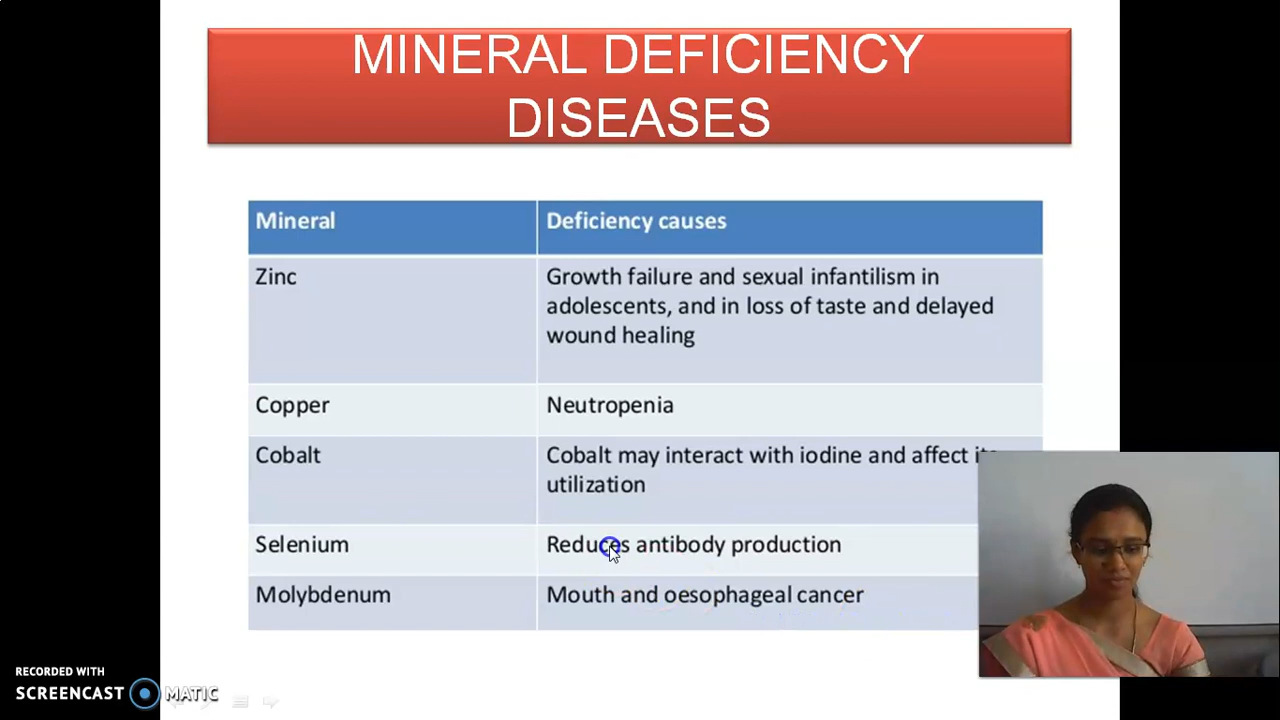 MINERAL DEFICIENCY
DISEASES
Mineral
Deficiency causes
Zinc
Growth failure and sexual infantilism in
adolescents, and in loss of taste and delayed
wound healing
Copper
Neutropenia
Cobalt
Cobalt may interact with iodine and affect its
utilization
Selenium
Reduces antibody production
Molybdenum
Mouth and oesophageal cancer
RECORDED WITH
SCREENCAST MATIC